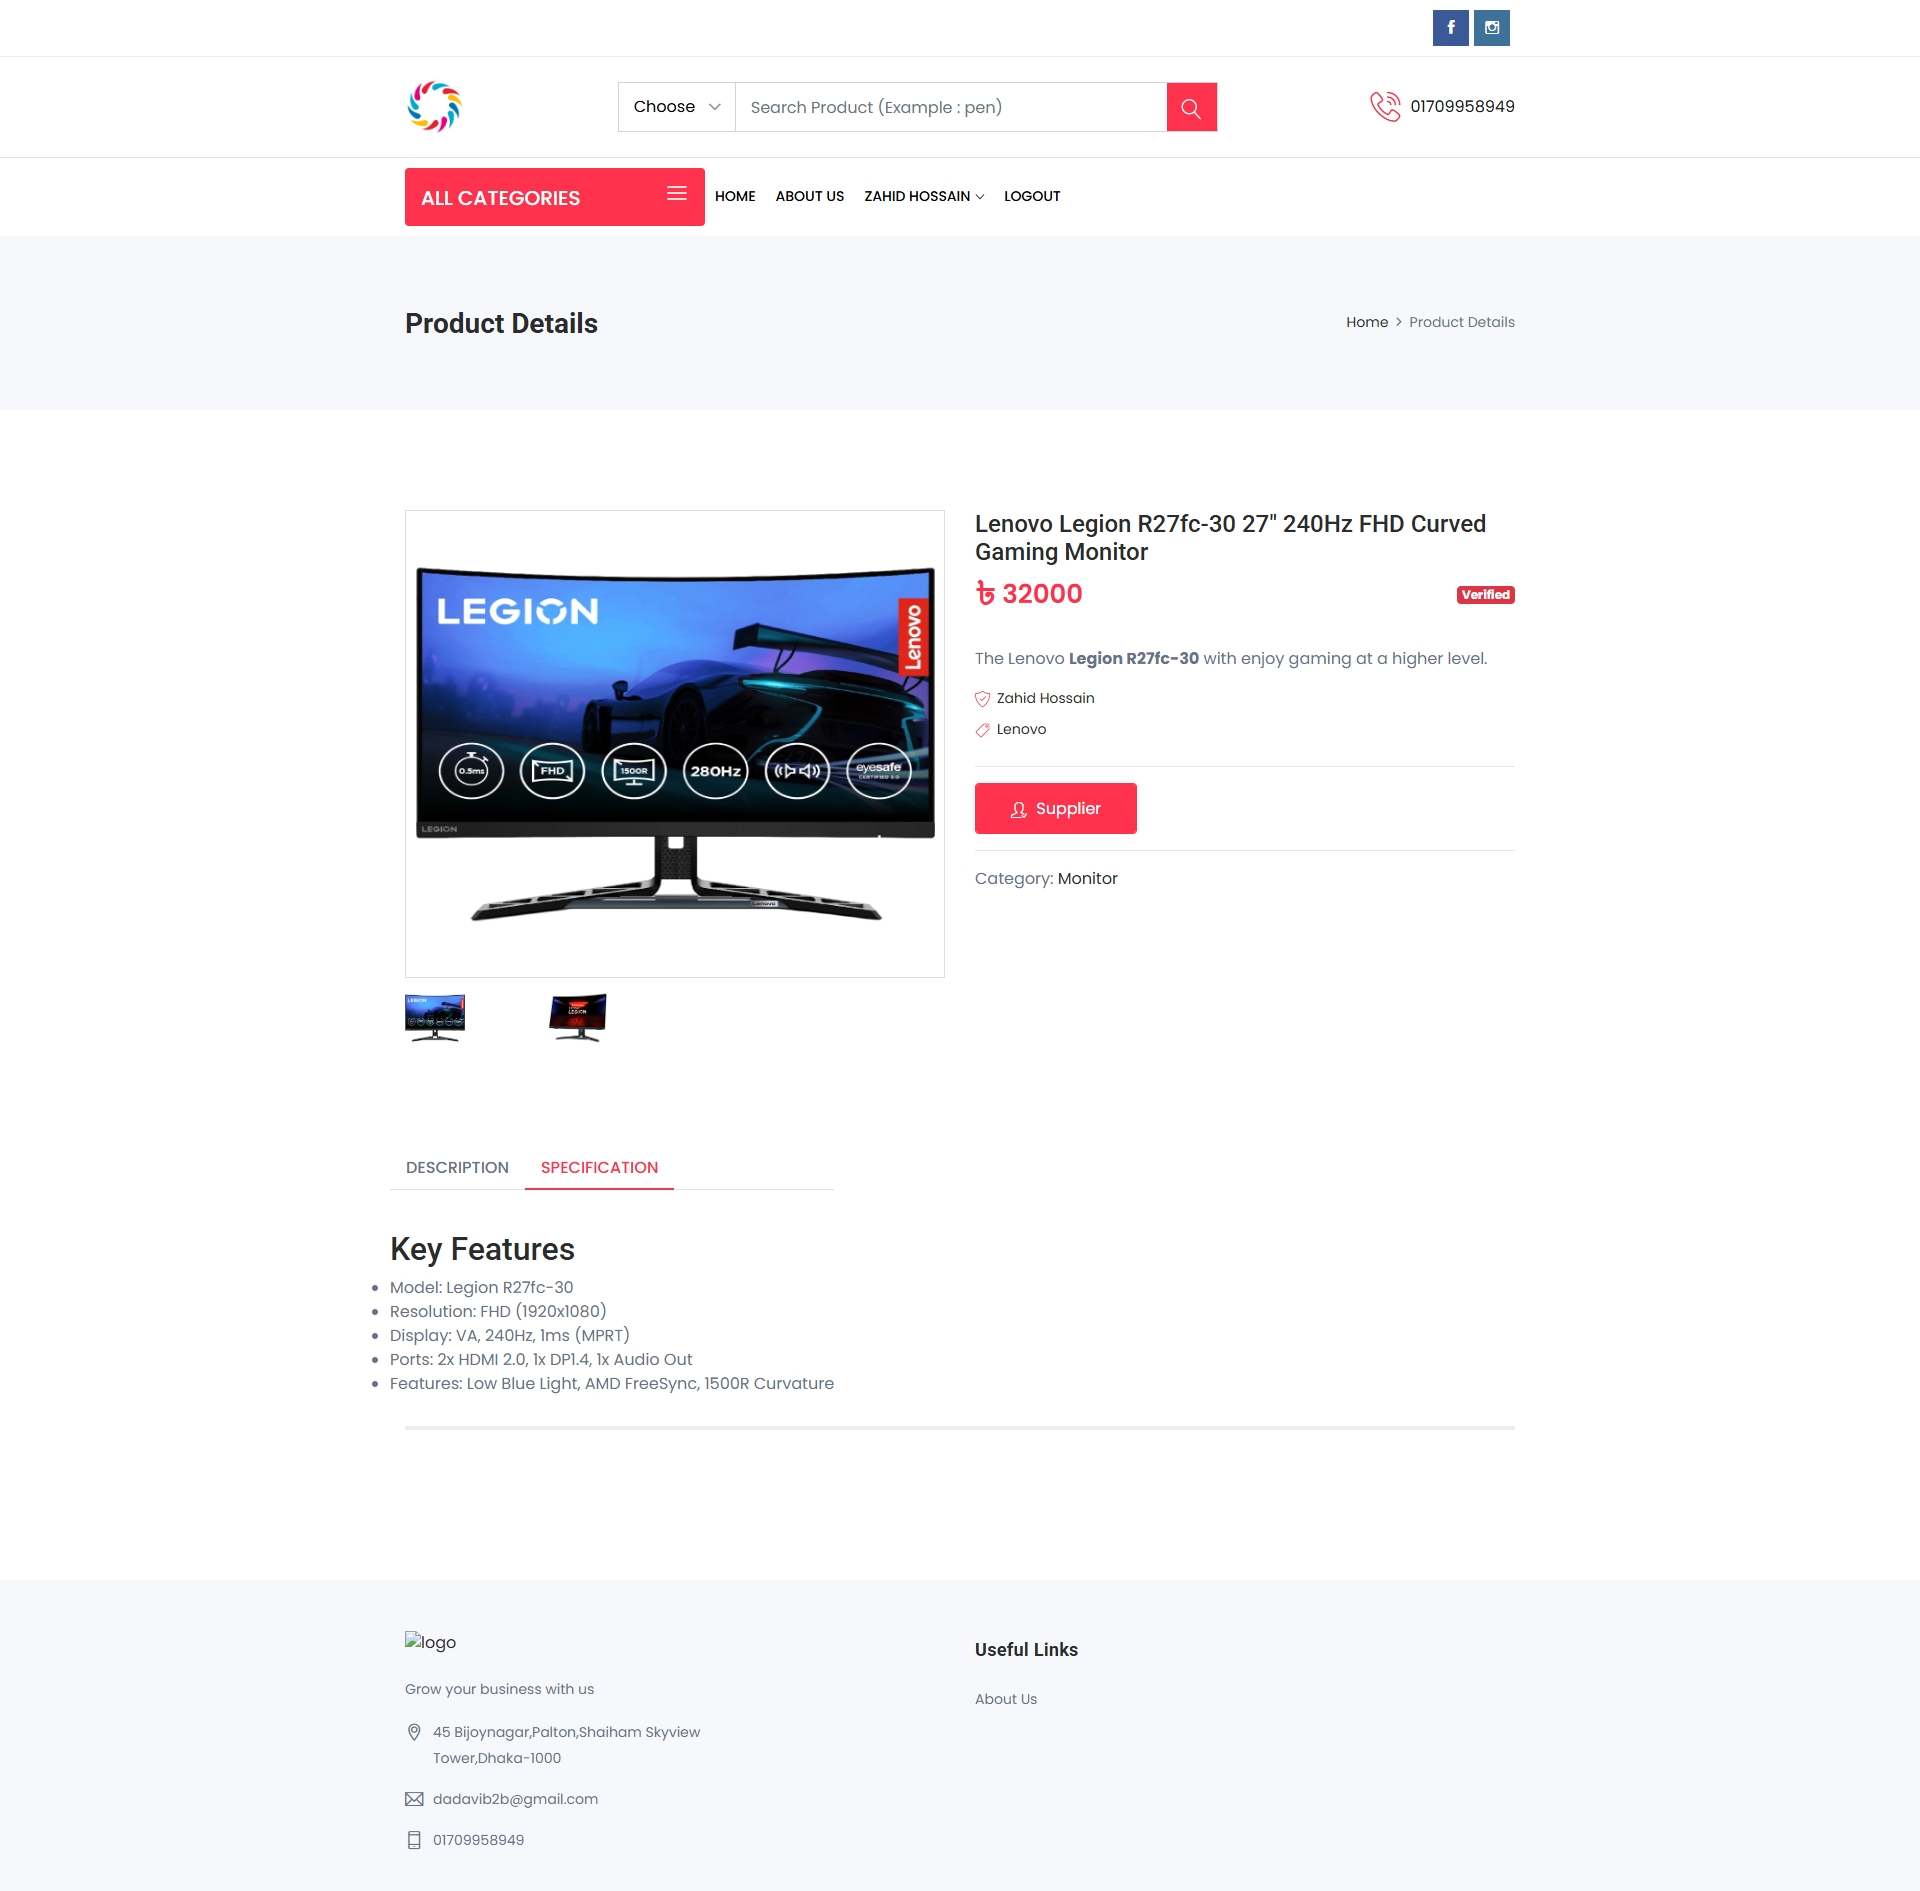 Choose
Search Product (Example : pen)
01709958949
ALL CATEGORIES
HOME
ABOUT US
ZAHID HOSSAIN
LOGOUT
Product Details
Home > Product Details
LEGION
Lenovo
0.5ms
FHD
1500R
280Hz
eyesafe
CERTIFIED 2.0
LEGION
Lenovo
Lenovo Legion R27fc-30 27" 240Hz FHD Curved
Gaming Monitor
৳ 32000
Verified
The Lenovo Legion R27fc-30 with enjoy gaming at a higher level.
Zahid Hossain
Lenovo
Supplier
Category: Monitor
LEGION
LEGION
DESCRIPTION
SPECIFICATION
Key Features
• Model: Legion R27fc-30
• Resolution: FHD (1920x1080)
• Display: VA, 240Hz, 1ms (MPRT)
• Ports: 2x HDMI 2.0, 1x DP1.4, 1x Audio Out
• Features: Low Blue Light, AMD FreeSync, 1500R Curvature
logo
Grow your business with us
45 Bijoynagar,Palton,Shaiham Skyview
Tower,Dhaka-1000
dadavib2b@gmail.com
01709958949
Useful Links
About Us